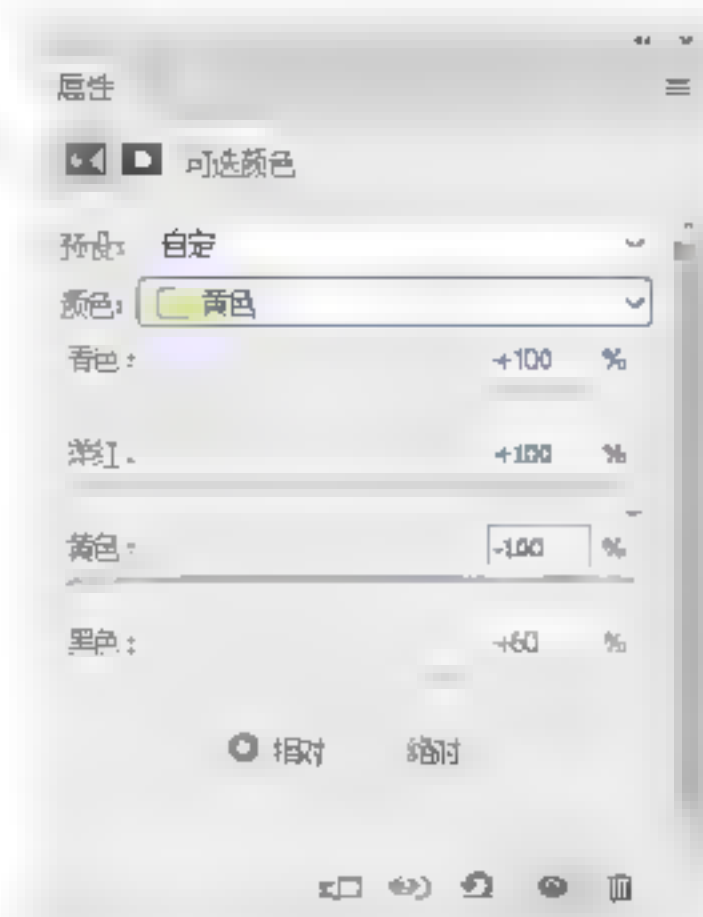 属性
可选颜色
预设: 自定
颜色: 黄色
青色: +100 %
洋红: +100 %
黄色: -100 %
黑色: +60 %
相对 绝对